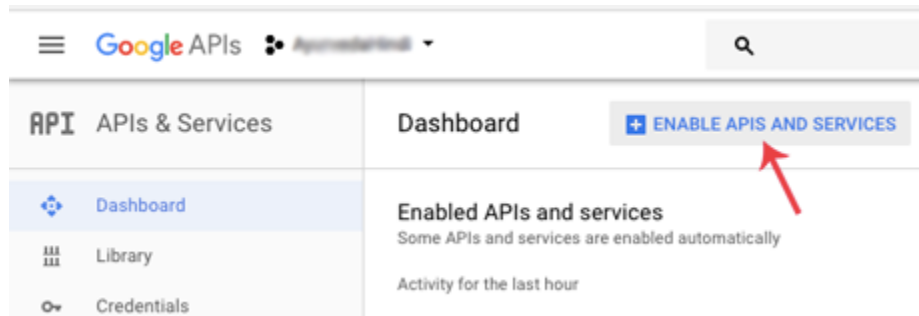 Google APIs
API APIs & Services
Dashboard
ENABLE APIS AND SERVICES
Dashboard
Library
Credentials
Enabled APIs and services
Some APIs and services are enabled automatically
Activity for the last hour